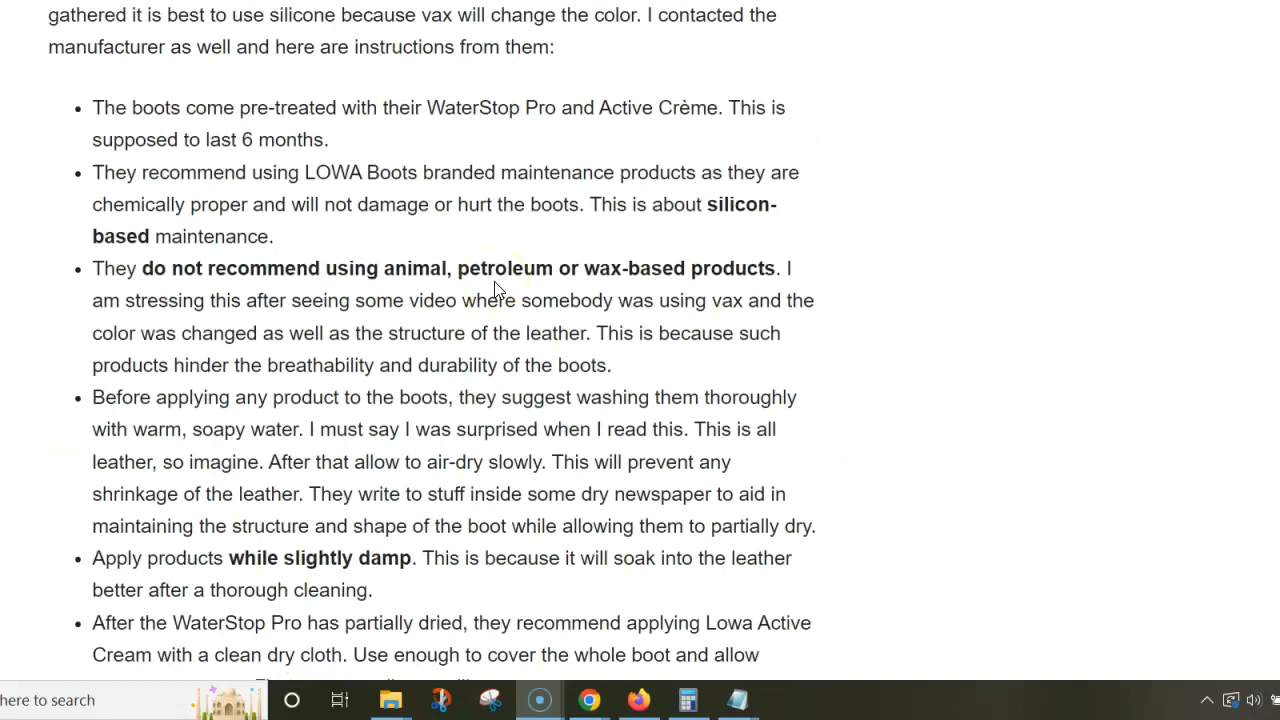 gathered it is best to use silicone because vax will change the color. I contacted the
manufacturer as well and here are instructions from them:
• The boots come pre-treated with their WaterStop Pro and Active Crème. This is
supposed to last 6 months.
• They recommend using LOWA Boots branded maintenance products as they are
chemically proper and will not damage or hurt the boots. This is about silicon-
based maintenance.
• They do not recommend using animal, petroleum or wax-based products. I
am stressing this after seeing some video where somebody was using vax and the
color was changed as well as the structure of the leather. This is because such
products hinder the breathability and durability of the boots.
• Before applying any product to the boots, they suggest washing them thoroughly
with warm, soapy water. I must say I was surprised when I read this. This is all
leather, so imagine. After that allow to air-dry slowly. This will prevent any
shrinkage of the leather. They write to stuff inside some dry newspaper to aid in
maintaining the structure and shape of the boot while allowing them to partially dry.
• Apply products while slightly damp. This is because it will soak into the leather
better after a thorough cleaning.
• After the WaterStop Pro has partially dried, they recommend applying Lowa Active
Cream with a clean dry cloth. Use enough to cover the whole boot and allow
here to search